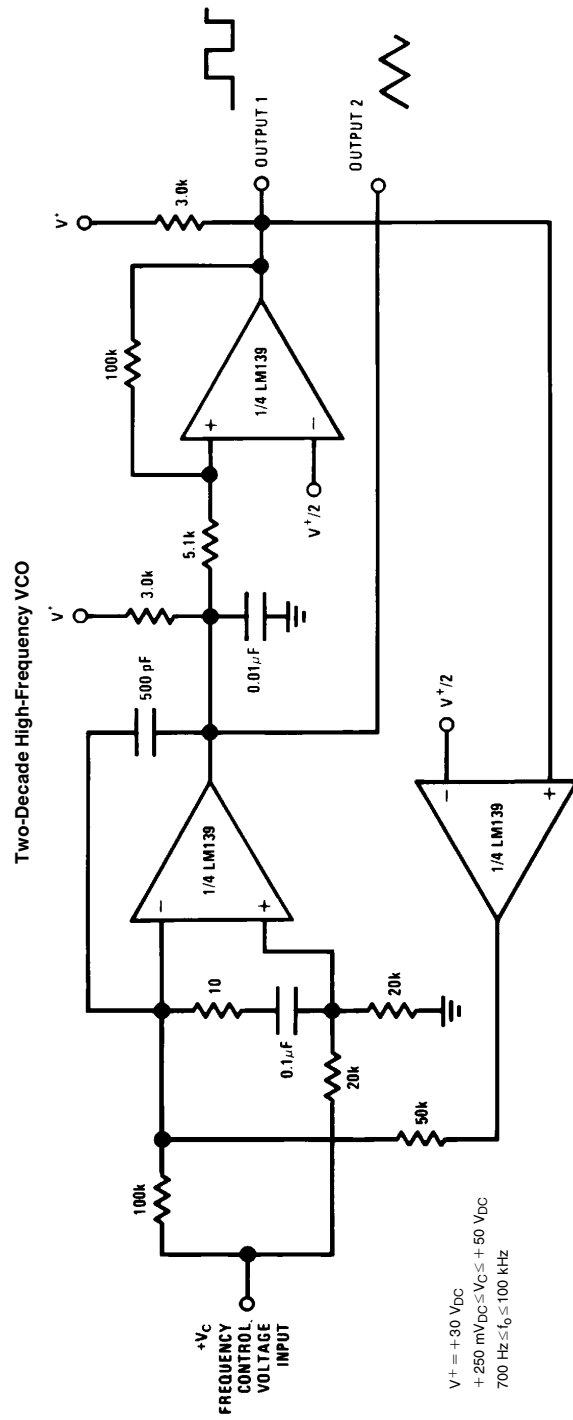 Two-Decade High-Frequency VCO
V+
V+
100k
3.0k
500 pF
3.0k
5.1k
+
-
1/4 LM139
OUTPUT 1
V+/2
0.01µF
100k
10
0.1µF
-
+
1/4 LM139
20k
20k
OUTPUT 2
+VC
FREQUENCY
CONTROL.
VOLTAGE
INPUT
50k
V+/2
-
+
1/4 LM139
V+ = +30 VDC
+250 mVDC ≤ VC ≤ +50 VDC
700 Hz ≤ fo ≤ 100 kHz